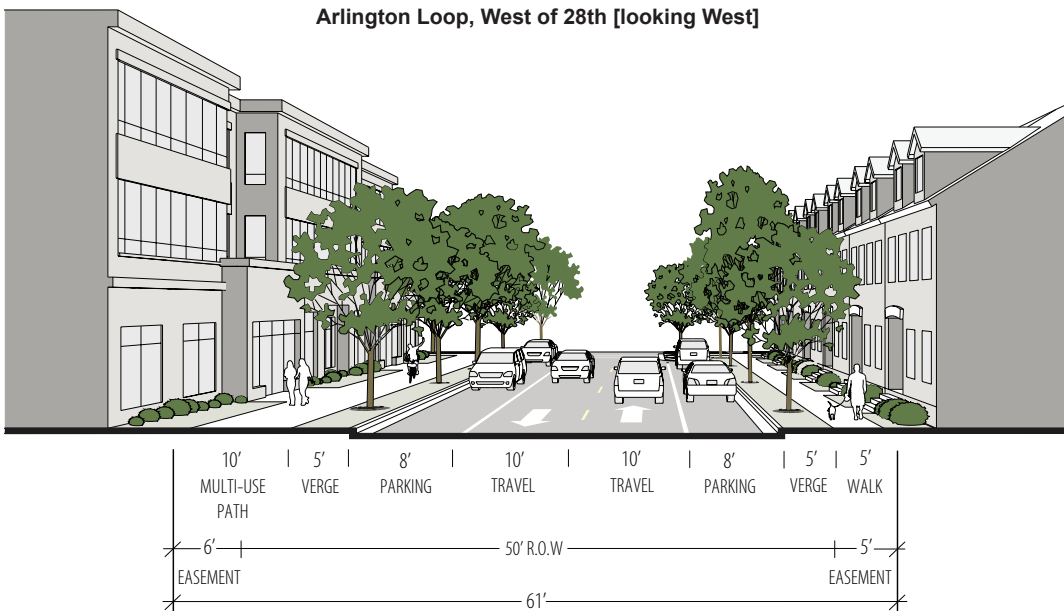 Arlington Loop, West of 28th [looking West]
10’ 5’ 8’ 10’ 10’ 8’ 5’ 5’
MULTI-USE VERGE PARKING TRAVEL TRAVEL PARKING VERGE WALK
PATH
6’ 50’ R.O.W 5’
EASEMENT EASEMENT
61’